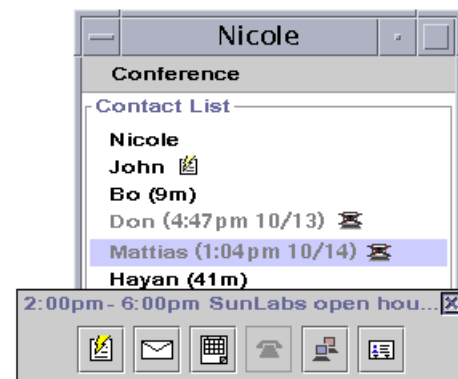 Nicole
Conference
Contact List
Nicole
John
Bo (9m)
Don (4:47pm 10/13)
Mattias (1:04pm 10/14)
Hayan (41m)
2:00pm- 6:00pm SunLabs open hou...